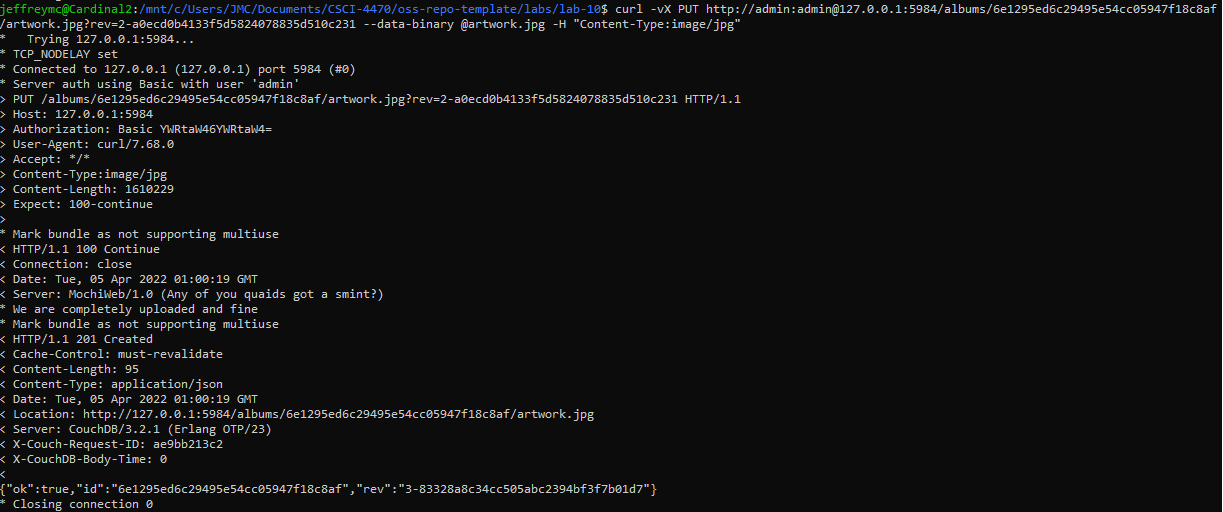 jeffreymc@Cardinal2:/mnt/c/Users/JMC/Documents/CSCI-4470/oss-repo-template/labs/lab-10$ curl -vX PUT http://admin:admin@127.0.0.1:5984/albums/6e1295ed6c29495e54cc05947f18c8af
/artwork.jpg?rev=2-a0ecd0b4133f5d5824078835d510c231 --data-binary @artwork.jpg -H "Content-Type:image/jpg"
*   Trying 127.0.0.1:5984...
* TCP_NODELAY set
* Connected to 127.0.0.1 (127.0.0.1) port 5984 (#0)
* Server auth using Basic with user 'admin'
> PUT /albums/6e1295ed6c29495e54cc05947f18c8af/artwork.jpg?rev=2-a0ecd0b4133f5d5824078835d510c231 HTTP/1.1
> Host: 127.0.0.1:5984
> Authorization: Basic YWRtaW46YWRtaW4=
> User-Agent: curl/7.68.0
> Accept: */*
> Content-Type:image/jpg
> Content-Length: 1610229
> Expect: 100-continue
>
* Mark bundle as not supporting multiuse
< HTTP/1.1 100 Continue
< Connection: close
< Date: Tue, 05 Apr 2022 01:00:19 GMT
< Server: MochiWeb/1.0 (Any of you quaids got a smint?)
* We are completely uploaded and fine
* Mark bundle as not supporting multiuse
< HTTP/1.1 201 Created
< Cache-Control: must-revalidate
< Content-Length: 95
< Content-Type: application/json
< Date: Tue, 05 Apr 2022 01:00:19 GMT
< Location: http://127.0.0.1:5984/albums/6e1295ed6c29495e54cc05947f18c8af/artwork.jpg
< Server: CouchDB/3.2.1 (Erlang OTP/23)
< X-Couch-Request-ID: ae9bb213c2
< X-CouchDB-Body-Time: 0
<
{"ok":true,"id":"6e1295ed6c29495e54cc05947f18c8af","rev":"3-83328a8c34cc505abc2394bf3f7b01d7"}
* Closing connection 0